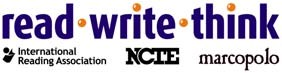 read·write·think
International
Reading Association
NCTE
marcopolo